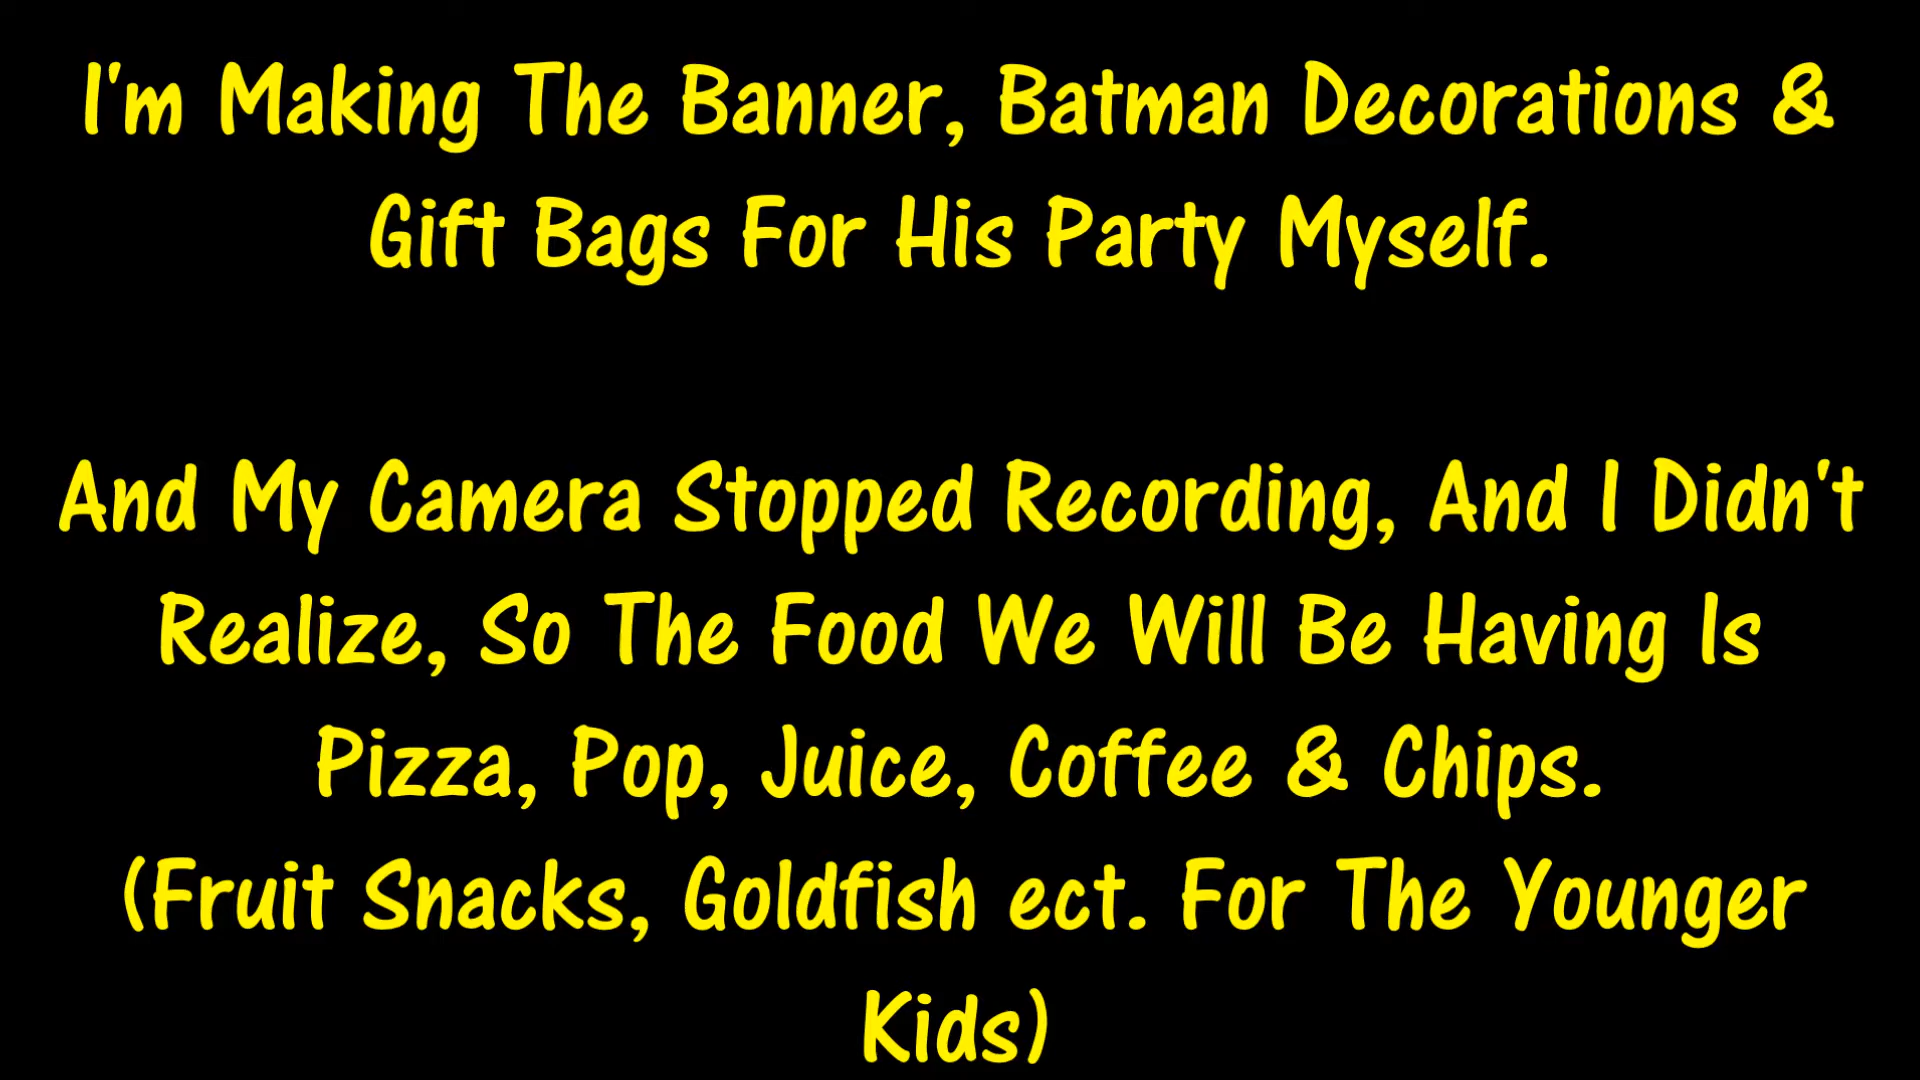 I'm Making The Banner, Batman Decorations &
Gift Bags For His Party Myself.
And My Camera Stopped Recording, And I Didn't
Realize, So The Food We Will Be Having Is
Pizza, Pop, Juice, Coffee & Chips.
(Fruit Snacks, Goldfish ect. For The Younger
Kids)